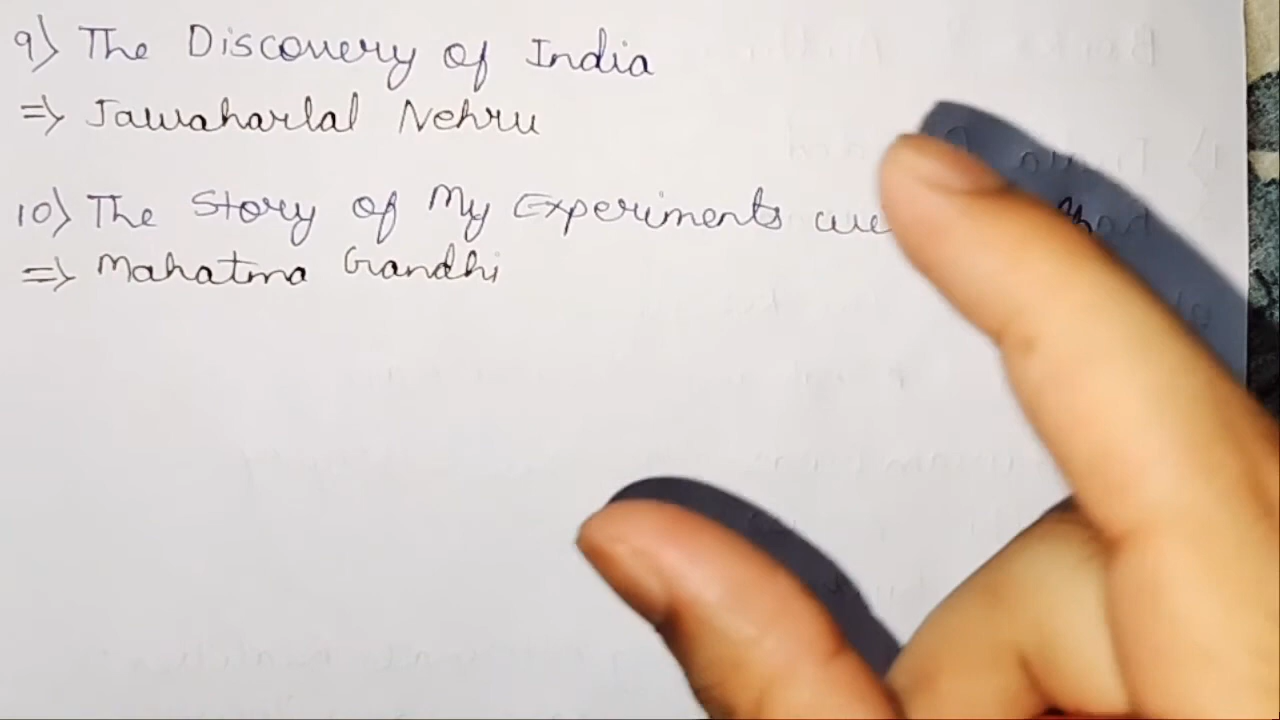 9) The Discovery of India
=> Jawaharlal Nehru
10) The Story of My Experiments
=> Mahatma Gandhi